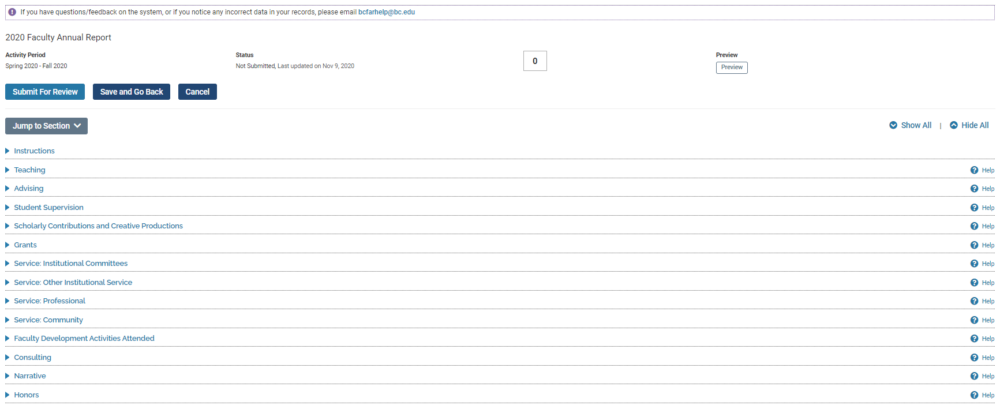 If you have questions/feedback on the system, or if you notice any incorrect data in your records, please email bcfarhelp@bc.edu
2020 Faculty Annual Report
Activity Period Status 0 Preview
Spring 2020 - Fall 2020 Not Submitted, Last updated on Nov 9, 2020 Preview
Submit For Review Save and Go Back Cancel
Jump to Section Show All | Hide All
Instructions
Teaching Help
Advising Help
Student Supervision Help
Scholarly Contributions and Creative Productions Help
Grants Help
Service: Institutional Committees Help
Service: Other Institutional Service Help
Service: Professional Help
Service: Community Help
Faculty Development Activities Attended Help
Consulting Help
Narrative Help
Honors Help